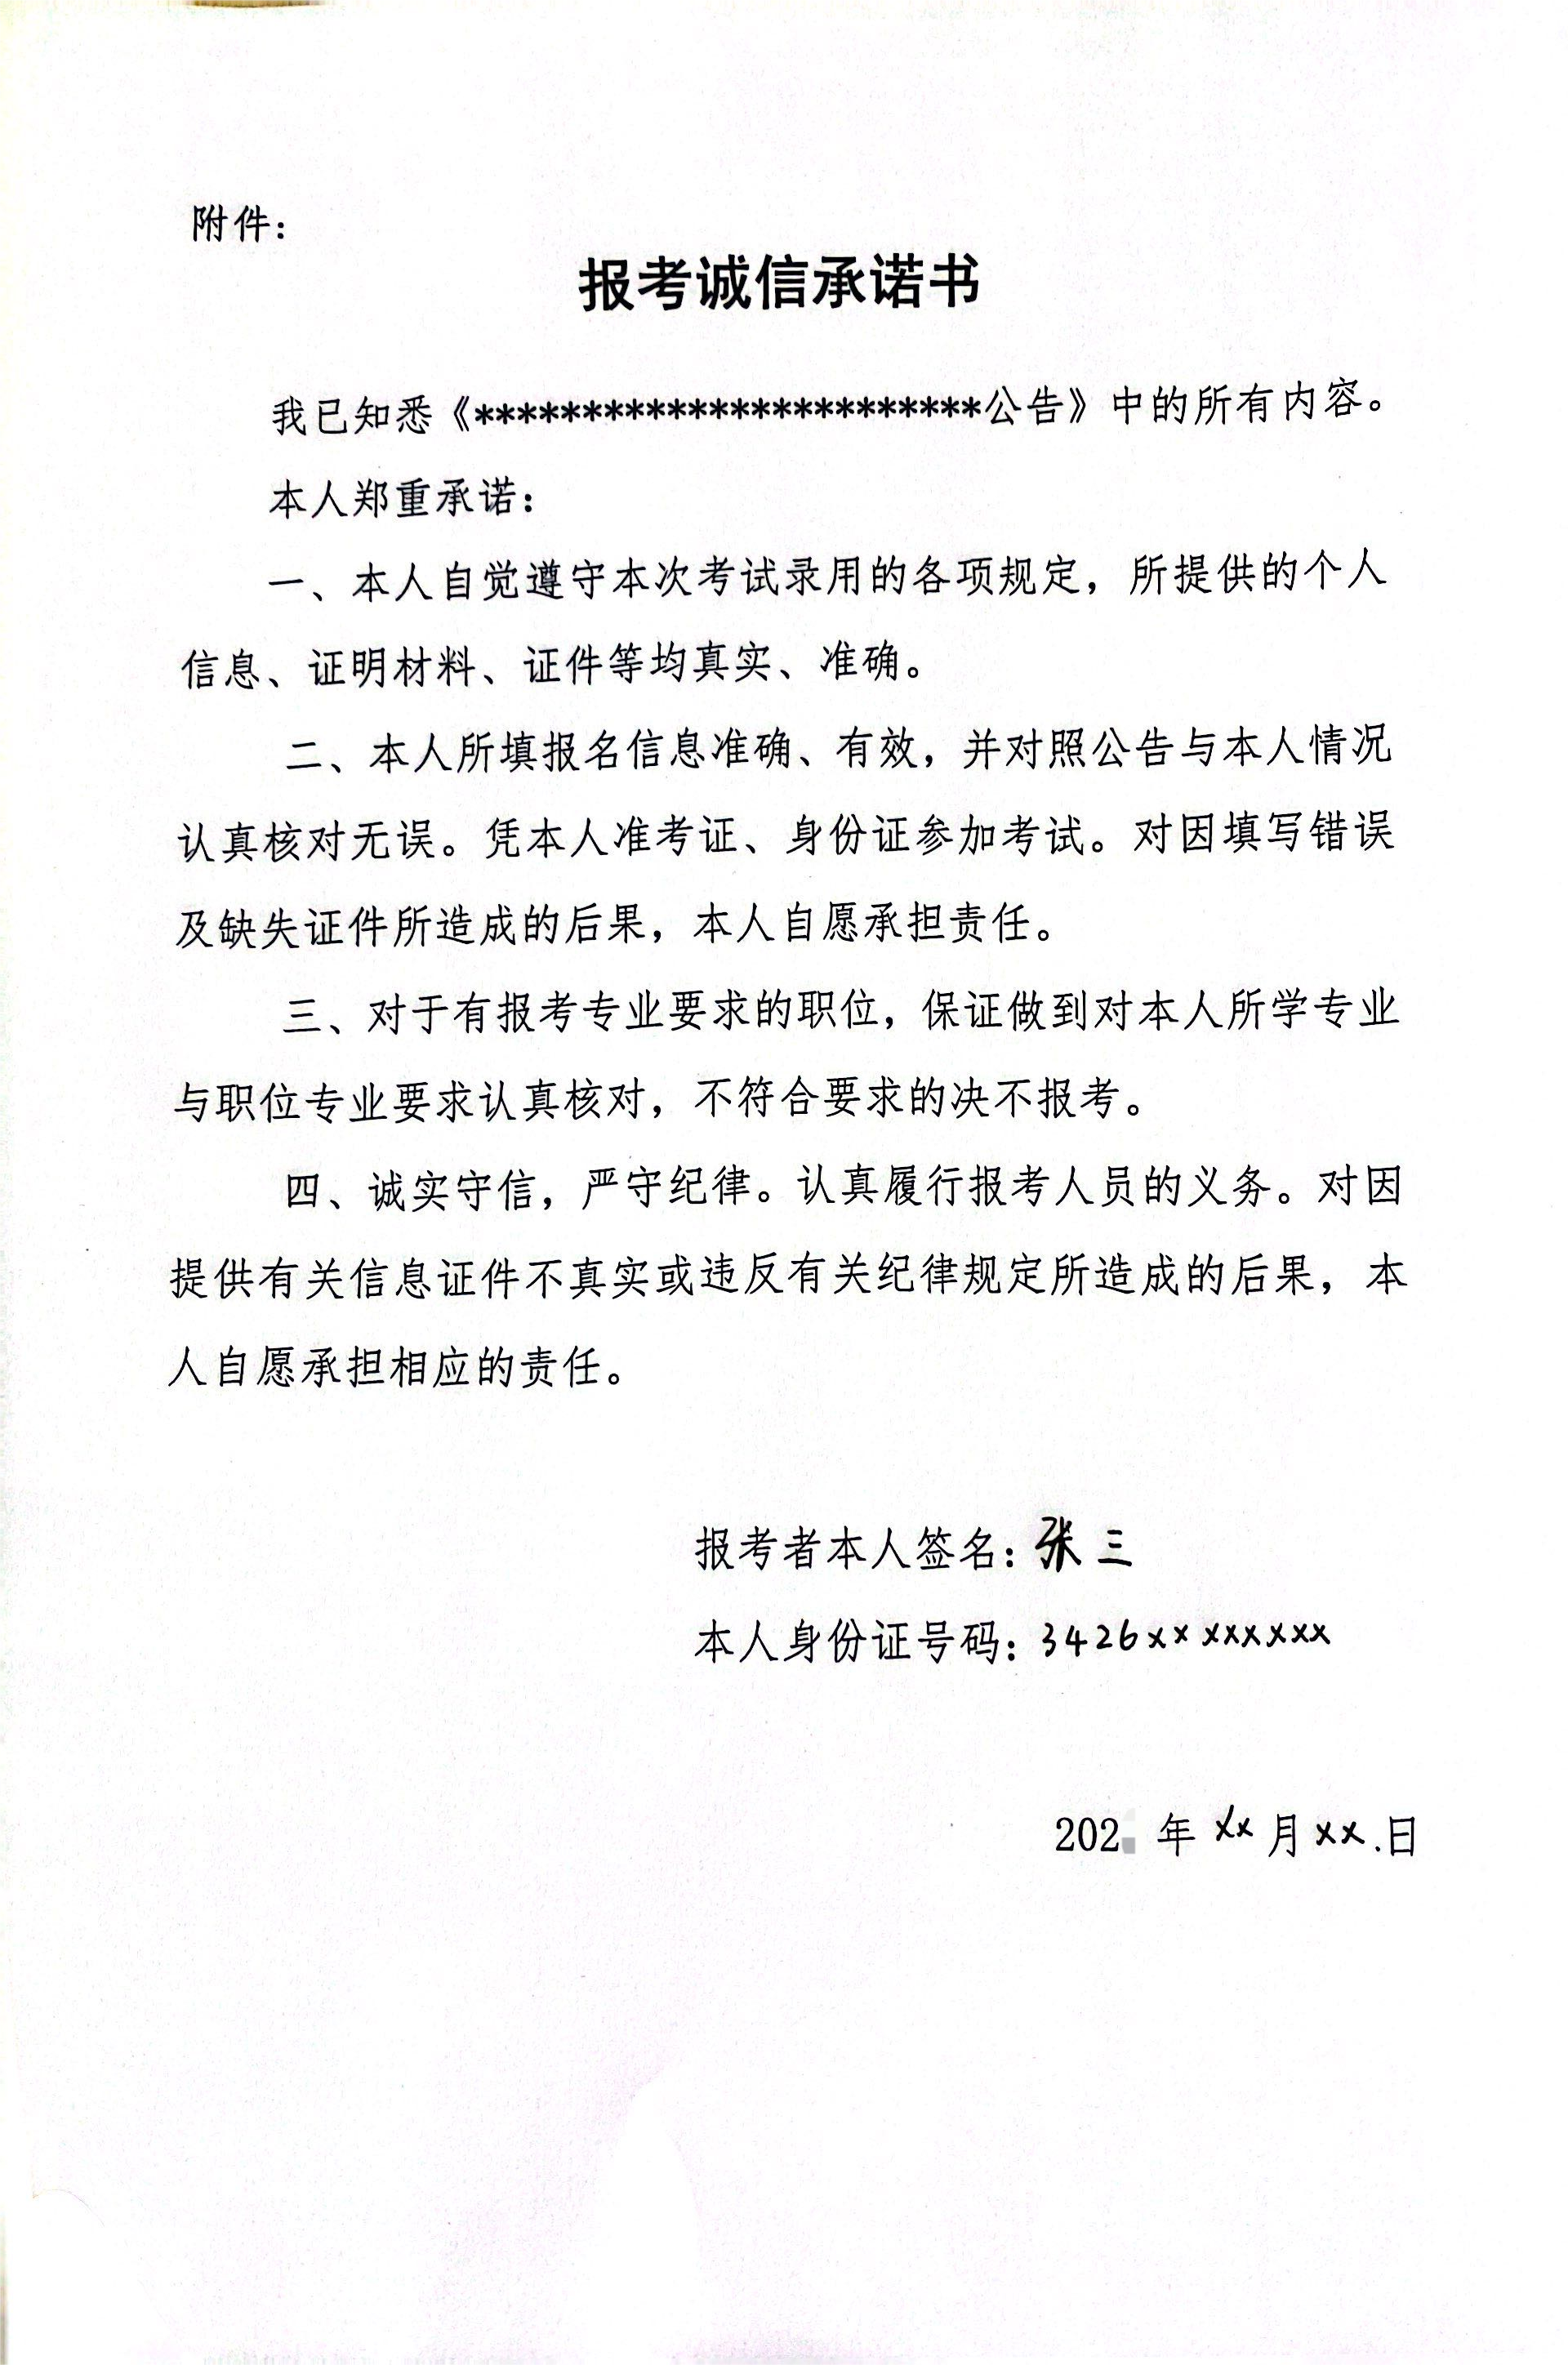 附件：
报考诚信承诺书
我已知悉《************************公告》中的所有内容。
本人郑重承诺：
一、本人自觉遵守本次考试录用的各项规定，所提供的个人
信息、证明材料、证件等均真实、准确。
二、本人所填报名信息准确、有效，并对照公告与本人情况
认真核对无误。凭本人准考证、身份证参加考试。对因填写错误
及缺失证件所造成的后果，本人自愿承担责任。
三、对于有报考专业要求的职位，保证做到对本人所学专业
与职位专业要求认真核对，不符合要求的决不报考。
四、诚实守信，严守纪律。认真履行报考人员的义务。对因
提供有关信息证件不真实或违反有关纪律规定所造成的后果，本
人自愿承担相应的责任。
报考者本人签名：张三
本人身份证号码：3426xx xxxxxx
202 年 xx 月 xx.日